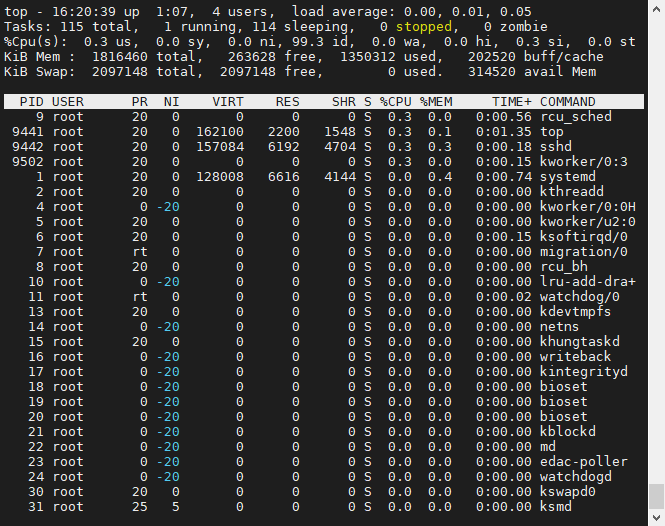 top - 16:20:39 up  1:07,  4 users,  load average: 0.00, 0.01, 0.05
Tasks: 115 total,   1 running, 114 sleeping,   0 stopped,   0 zombie
%Cpu(s):  0.3 us,  0.0 sy,  0.0 ni, 99.3 id,  0.0 wa,  0.0 hi,  0.3 si,  0.0 st
KiB Mem :  1816460 total,   263628 free,  1350312 used,   202520 buff/cache
KiB Swap:  2097148 total,  2097148 free,        0 used.   314520 avail Mem
PID USER      PR  NI    VIRT    RES    SHR S %CPU %MEM     TIME+ COMMAND
9 root      20   0       0      0      0 S  0.3  0.0   0:00.56 rcu_sched
9441 root      20   0  162100   2200   1548 S  0.3  0.1   0:01.35 top
9442 root      20   0  157084   6192   4704 S  0.3  0.3   0:00.18 sshd
9502 root      20   0       0      0      0 S  0.3  0.0   0:00.15 kworker/0:3
1 root      20   0  128008   6616   4144 S  0.0  0.4   0:00.74 systemd
2 root      20   0       0      0      0 S  0.0  0.0   0:00.00 kthreadd
4 root       0 -20       0      0      0 S  0.0  0.0   0:00.00 kworker/0:0H
5 root      20   0       0      0      0 S  0.0  0.0   0:00.00 kworker/u2:0
6 root      20   0       0      0      0 S  0.0  0.0   0:00.15 ksoftirqd/0
7 root      rt   0       0      0      0 S  0.0  0.0   0:00.00 migration/0
8 root      20   0       0      0      0 S  0.0  0.0   0:00.00 rcu_bh
10 root       0 -20       0      0      0 S  0.0  0.0   0:00.00 lru-add-dra+
11 root      rt   0       0      0      0 S  0.0  0.0   0:00.02 watchdog/0
13 root      20   0       0      0      0 S  0.0  0.0   0:00.00 kdevtmpfs
14 root       0 -20       0      0      0 S  0.0  0.0   0:00.00 netns
15 root      20   0       0      0      0 S  0.0  0.0   0:00.00 khungtaskd
16 root       0 -20       0      0      0 S  0.0  0.0   0:00.00 writeback
17 root       0 -20       0      0      0 S  0.0  0.0   0:00.00 kintegrityd
18 root       0 -20       0      0      0 S  0.0  0.0   0:00.00 bioset
19 root       0 -20       0      0      0 S  0.0  0.0   0:00.00 bioset
20 root       0 -20       0      0      0 S  0.0  0.0   0:00.00 bioset
21 root       0 -20       0      0      0 S  0.0  0.0   0:00.00 kblockd
22 root       0 -20       0      0      0 S  0.0  0.0   0:00.00 md
23 root       0 -20       0      0      0 S  0.0  0.0   0:00.00 edac-poller
24 root       0 -20       0      0      0 S  0.0  0.0   0:00.00 watchdogd
30 root      20   0       0      0      0 S  0.0  0.0   0:00.00 kswapd0
31 root      25   5       0      0      0 S  0.0  0.0   0:00.00 ksmd